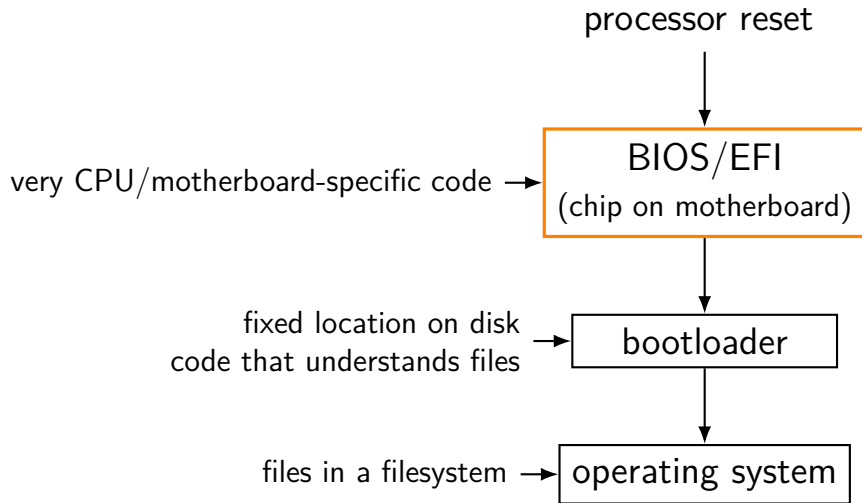 processor reset
BIOS/EFI
(chip on motherboard)
very CPU/motherboard-specific code
fixed location on disk
code that understands files
bootloader
files in a filesystem
operating system